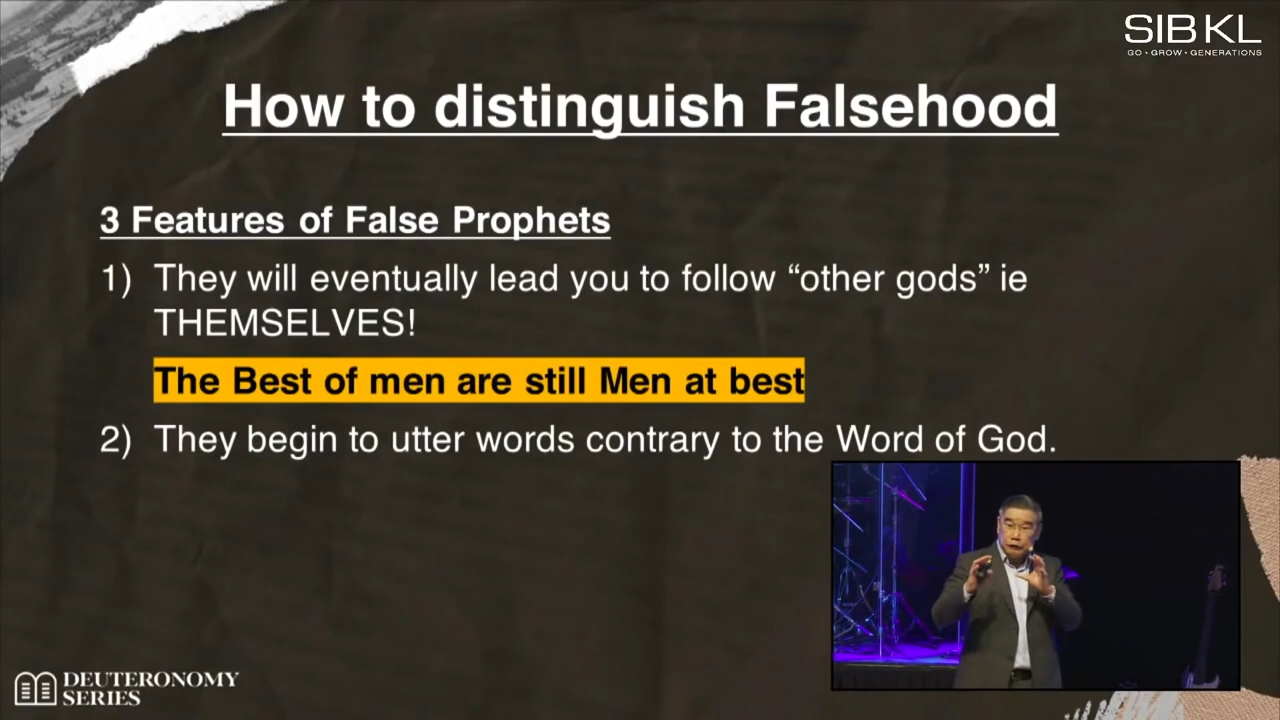 SIBKL
GO • GROW • GENERATIONS
How to distinguish Falsehood
3 Features of False Prophets
1) They will eventually lead you to follow “other gods” ie
THEMSELVES!
The Best of men are still Men at best
2) They begin to utter words contrary to the Word of God.
DEUTERONOMY
SERIES